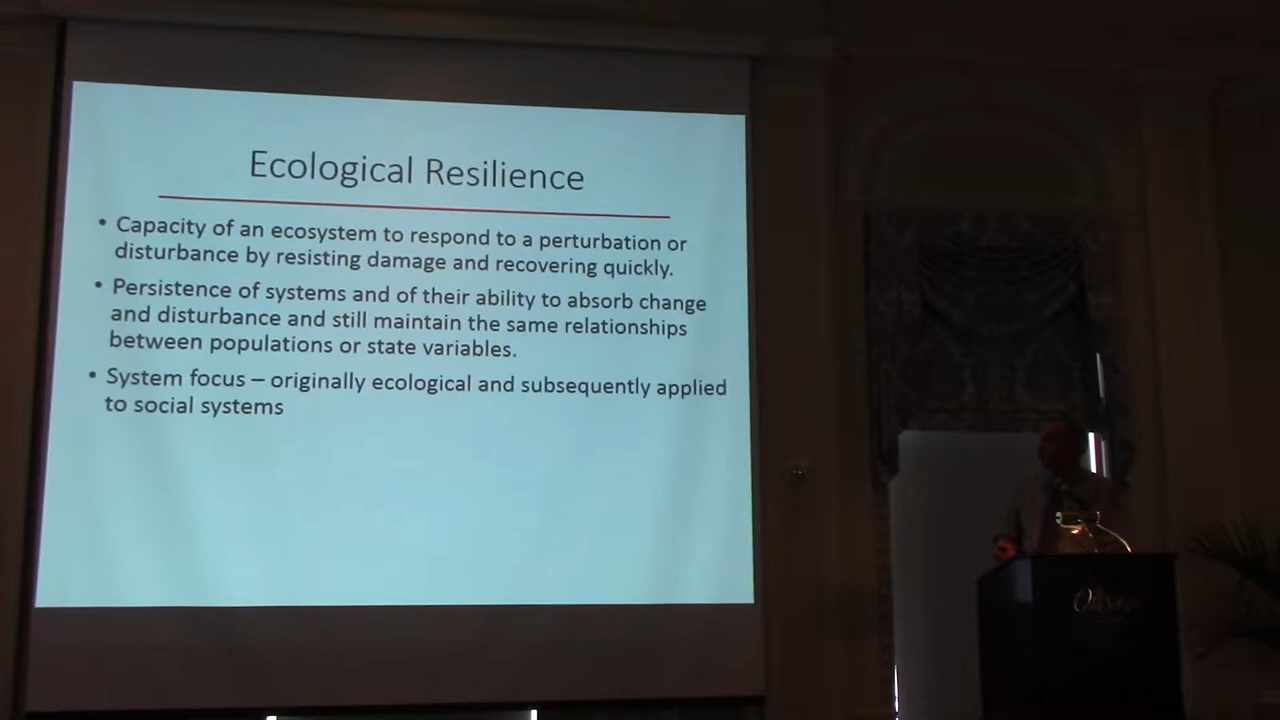 Ecological Resilience
• Capacity of an ecosystem to respond to a perturbation or
disturbance by resisting damage and recovering quickly.
• Persistence of systems and of their ability to absorb change
and disturbance and still maintain the same relationships
between populations or state variables.
• System focus – originally ecological and subsequently applied
to social systems